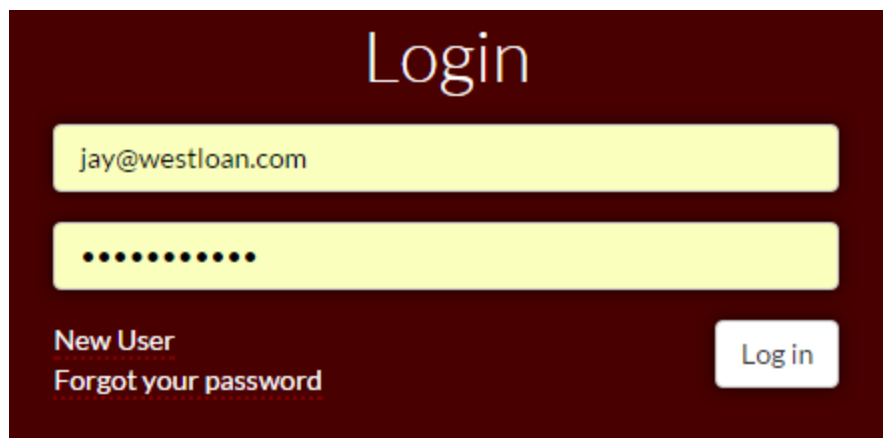 Login
jay@westloan.com
•••••••••••
New User
Log in
Forgot your password